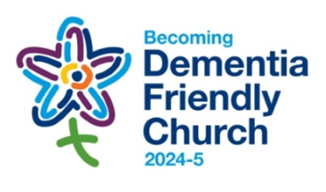 Becoming
Dementia
Friendly
Church
2024-5